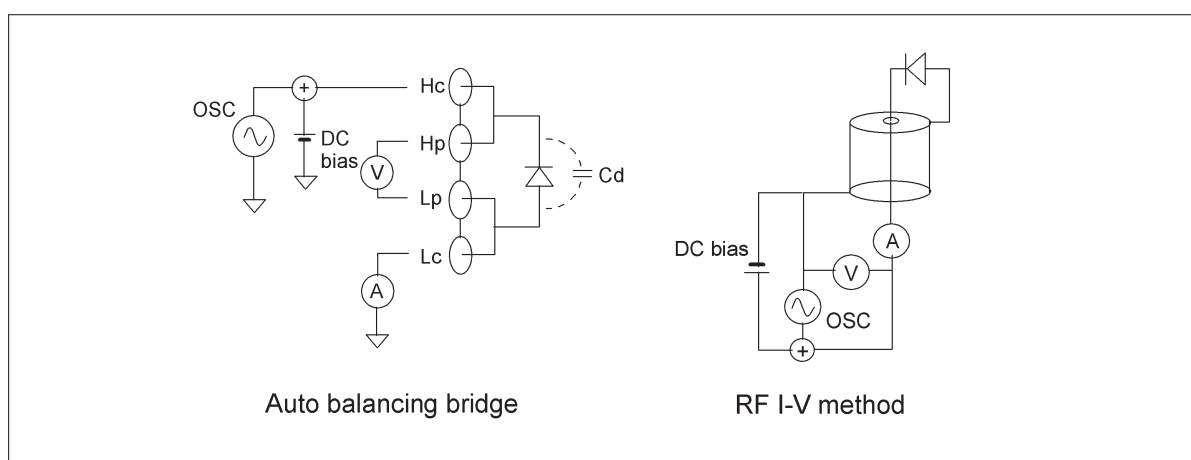 OSC
+
DC
bias
V
A
Hc
Hp
Lp
Lc
Cd
Auto balancing bridge
DC bias
A
V
OSC
+
RF I-V method